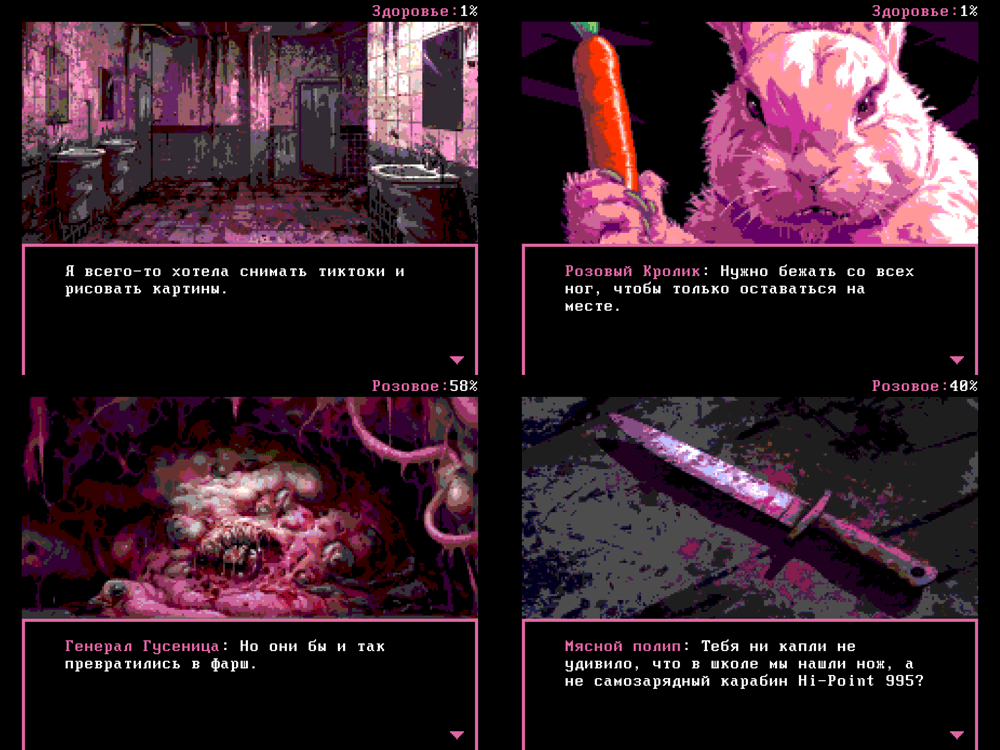 Здоровье:1%
Я всего-то хотела снимать тиктоки и
рисовать картины.
Здоровье:1%
Розовый Кролик: Нужно бежать со всех
ног, чтобы только оставаться на
месте.
Розовое:58%
Генерал Гусеница: Но они бы и так
превратились в фарш.
Розовое:40%
Мясной полип: Тебя ни капли не
удивило, что в школе мы нашли нож, а
не самозарядный карабин Hi-Point 995?